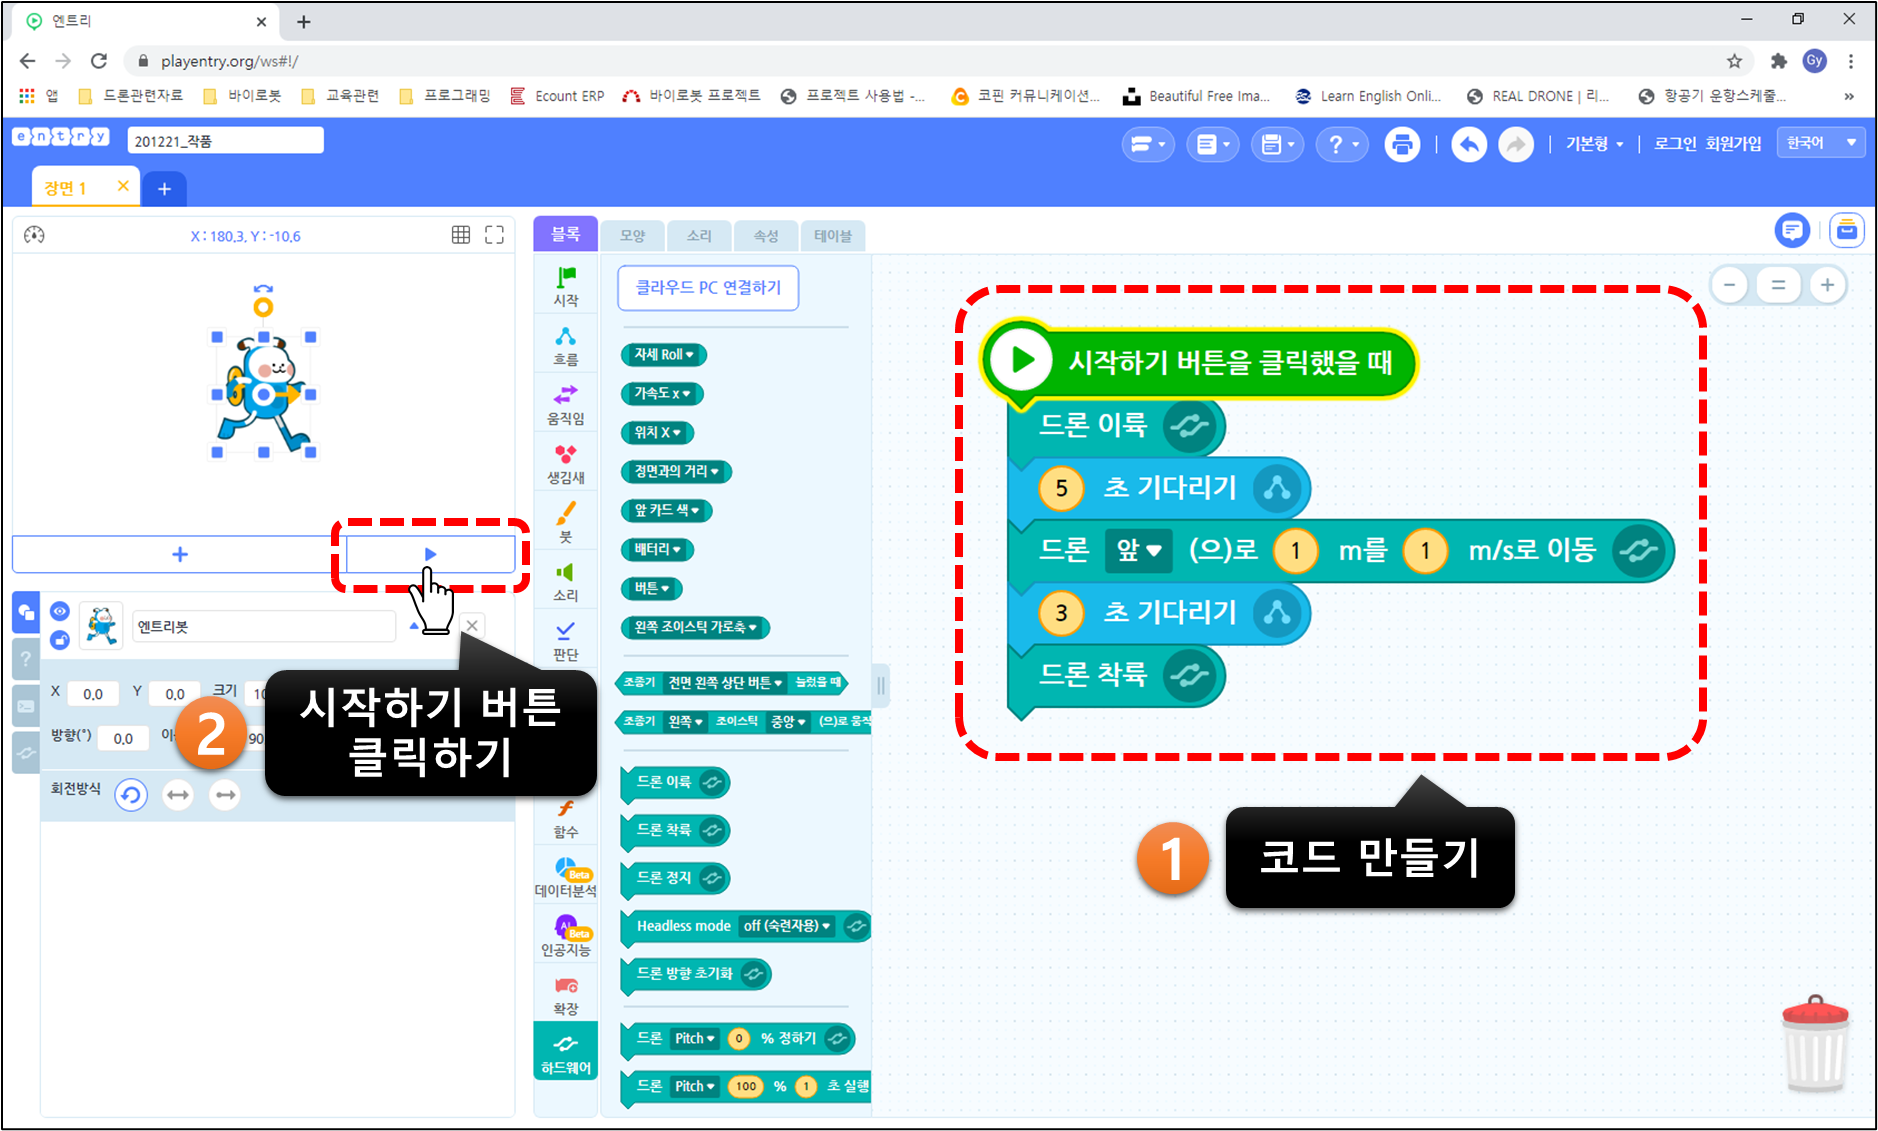 엔트리
playentry.org/ws#!/
Gy
앱
드론관련자료
바이로봇
교육관련
프로그래밍
Ecount ERP
바이로봇 프로젝트
프로젝트 사용법 -...
코핀 커뮤니케이션...
Beautiful Free Ima...
Learn English Onli...
REAL DRONE | 리...
항공기 운항스케줄...
»
entry
201221_작품
?
기본형
로그인 회원가입
한국어
장면 1
+
X : 180.3, Y : -10.6
+
엔트리봇
X 0.0 Y 0.0 크기
방향(°) 0.0
회전방식
2
시작하기 버튼
클릭하기
블록
모양
소리
속성
테이블
시작
흐름
움직임
생김새
붓
소리
판단
함수
Beta
데이터분석
AI
Beta
인공지능
확장
하드웨어
클라우드 PC 연결하기
자세 Roll
가속도 x
위치 X
정면과의 거리
앞 카드 색
배터리
버튼
왼쪽 조이스틱 가로축
조종기 전면 왼쪽 상단 버튼 눌렀을 때
조종기 왼쪽 조이스틱 중앙 (으)로 움직
드론 이륙
드론 착륙
드론 정지
Headless mode off (숙련자용)
드론 방향 초기화
드론 Pitch 0 % 정하기
드론 Pitch 100 % 1 초 실행
시작하기 버튼을 클릭했을 때
드론 이륙
5 초 기다리기
드론 앞 (으)로 1 m를 1 m/s로 이동
3 초 기다리기
드론 착륙
1
코드 만들기